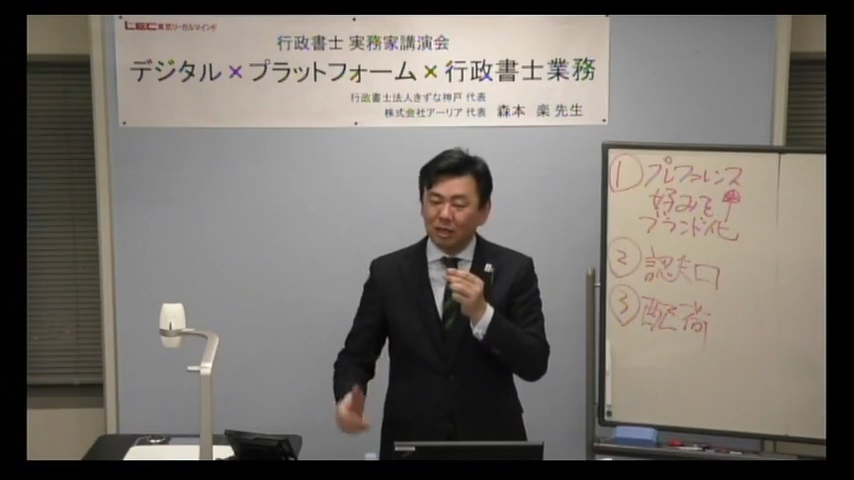 LEC東京リーガルマインド
行政書士 実務家講演会
デジタル×プラットフォーム×行政書士業務
行政書士法人きずな神戸 代表
株式会社アーリア 代表 森本 楽 先生
① プレファレンス
好みを
ブランド化
② 認知
③ 配荷